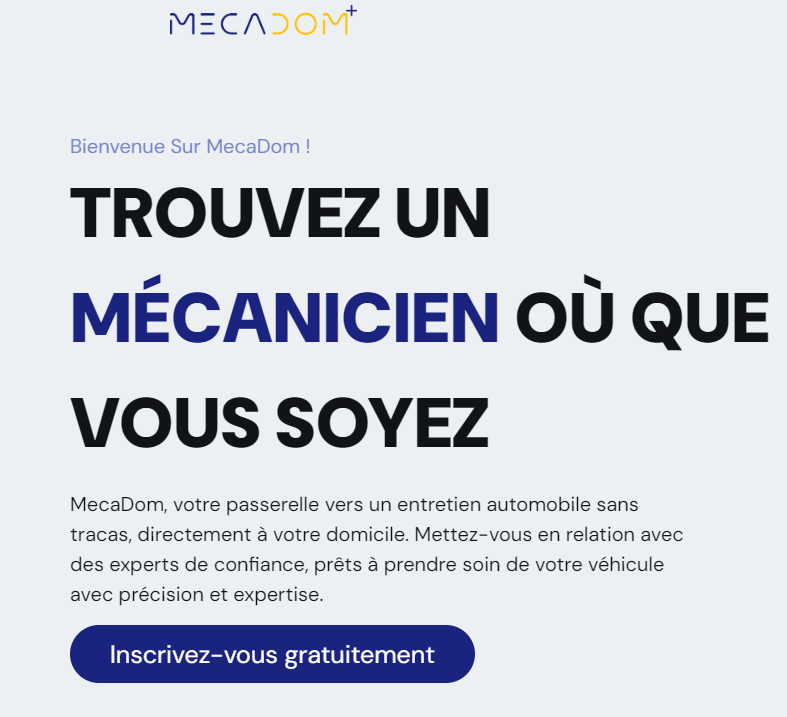 MECADOM+
Bienvenue Sur MecaDom !
TROUVEZ UN
MÉCANICIEN OÙ QUE
VOUS SOYEZ
MecaDom, votre passerelle vers un entretien automobile sans
tracas, directement à votre domicile. Mettez-vous en relation avec
des experts de confiance, prêts à prendre soin de votre véhicule
avec précision et expertise.
Inscrivez-vous gratuitement